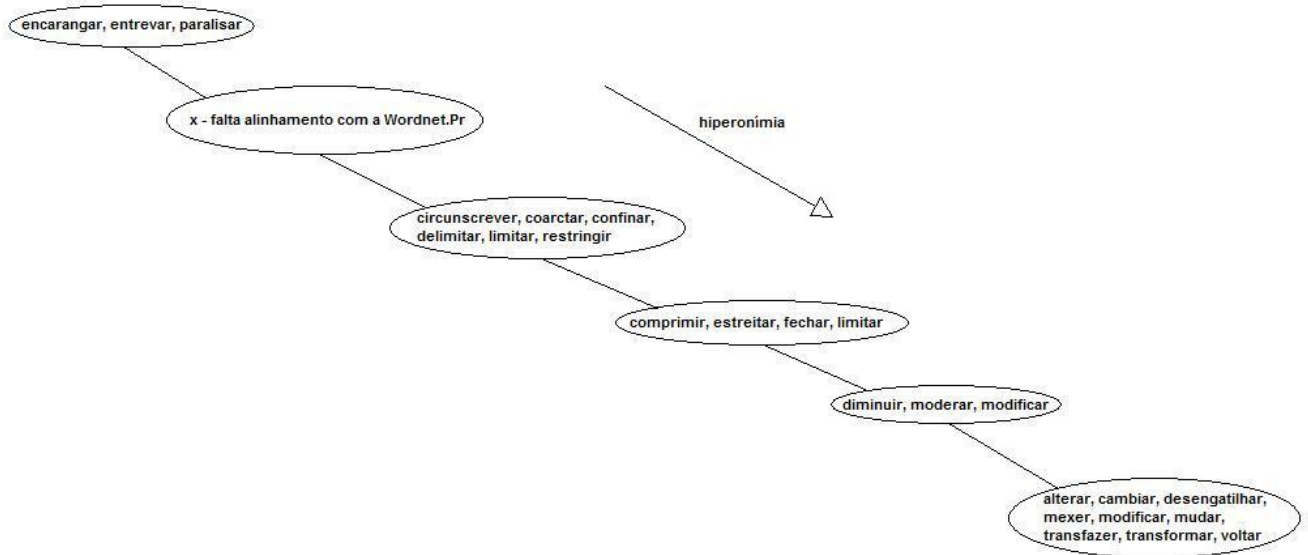 encarangar, entrevar, paralisar
x - falta alinhamento com a Wordnet.Pr
hiperonímia
circunscrever, coarctar, confinar,
delimitar, limitar, restringir
comprimir, estreitar, fechar, limitar
diminuir, moderar, modificar
alterar, cambiar, desengatilhar,
mexer, modificar, mudar,
transfazer, transformar, voltar